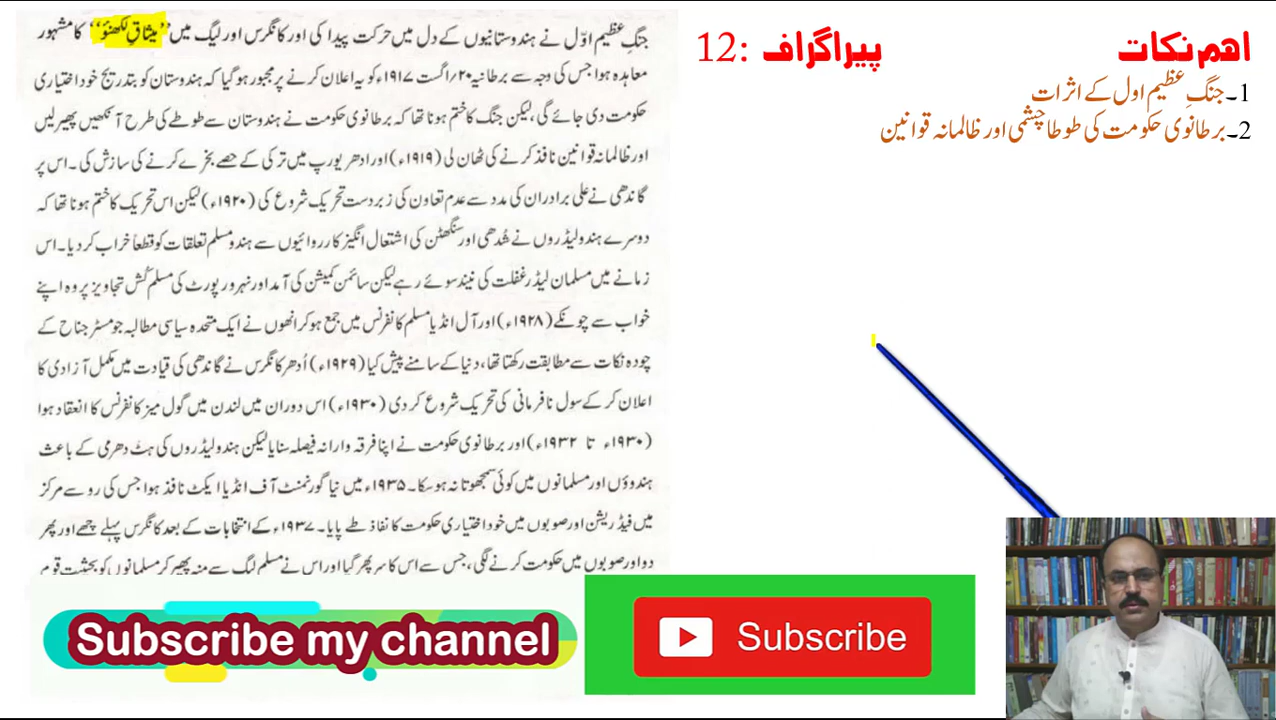 اہم نکات
پیراگراف :12
1۔جنگِ عظیم اول کے اثرات
2۔برطانوی حکومت کی طوطا چشمی اور ظالمانہ قوانین
جنگِ عظیم اوّل نے ہندوستانیوں کے دل میں حرکت پیدا کی اور کانگرس اور لیگ میں ’’میثاقِ لکھنؤ‘‘ کا مشہور
معاہدہ ہوا جس کی وجہ سے برطانیہ ۲۰/اگست ۱۹۱۷ء کو یہ اعلان کرنے پر مجبور ہو گیا کہ ہندوستان کو بتدریج خود اختیاری
حکومت دی جائے گی، لیکن جنگ کا ختم ہونا تھا کہ برطانوی حکومت نے ہندوستان سے طوطے کی طرح آنکھیں پھیر لیں
اور ظالمانہ قوانین نافذ کرنے کی ٹھان لی (۱۹۱۹ء) اور ادھر یورپ میں ترکی کے حصے بخرے کرنے کی سازش کی۔ اس پر
گاندھی نے علی برادران کی مدد سے عدم تعاون کی زبردست تحریک شروع کی (۱۹۲۰ء) لیکن اس تحریک کا ختم ہونا تھا کہ
دوسرے ہندو لیڈروں نے شُدھی اور سنگھٹن کی اشتعال انگیز کارروائیوں سے ہندو مسلم تعلقات کو قطعاً خراب کر دیا۔ اس
زمانے میں مسلمان لیڈر غفلت کی نیند سوئے رہے لیکن سائمن کمیشن کی آمد اور نہرو رپورٹ کی مسلم کُش تجاویز پر وہ اپنے
خواب سے چونکے (۱۹۲۸ء) اور آل انڈیا مسلم کانفرنس میں جمع ہو کر انھوں نے ایک متحدہ سیاسی مطالبہ جو مسٹر جناح کے
چودہ نکات سے مطابقت رکھتا تھا، دنیا کے سامنے پیش کیا (۱۹۲۹ء) اُدھر کانگرس نے گاندھی کی قیادت میں مکمل آزادی کا
اعلان کر کے سول نافرمانی کی تحریک شروع کر دی (۱۹۳۰ء) اس دوران میں لندن میں گول میز کانفرنس کا انعقاد ہوا
(۱۹۳۰ء تا ۱۹۳۲ء) اور برطانوی حکومت نے اپنا فرقہ وارانہ فیصلہ سنایا لیکن ہندو لیڈروں کی ہٹ دھرمی کے باعث
ہندوؤں اور مسلمانوں میں کوئی سمجھوتا نہ ہو سکا۔ ۱۹۳۵ء میں نیا گورنمنٹ آف انڈیا ایکٹ نافذ ہوا جس کی رو سے مرکز
میں فیڈریشن اور صوبوں میں خود اختیاری حکومت کا نفاذ طے پایا۔ ۱۹۳۷ء کے انتخابات کے بعد کانگرس پہلے چھے اور پھر
دو اور صوبوں میں حکومت کرنے لگی، جس سے اس کا سر پھر گیا اور اس نے مسلم لیگ سے منہ پھیر کر مسلمانوں کو بحیثیت قوم
Subscribe my channel
Subscribe